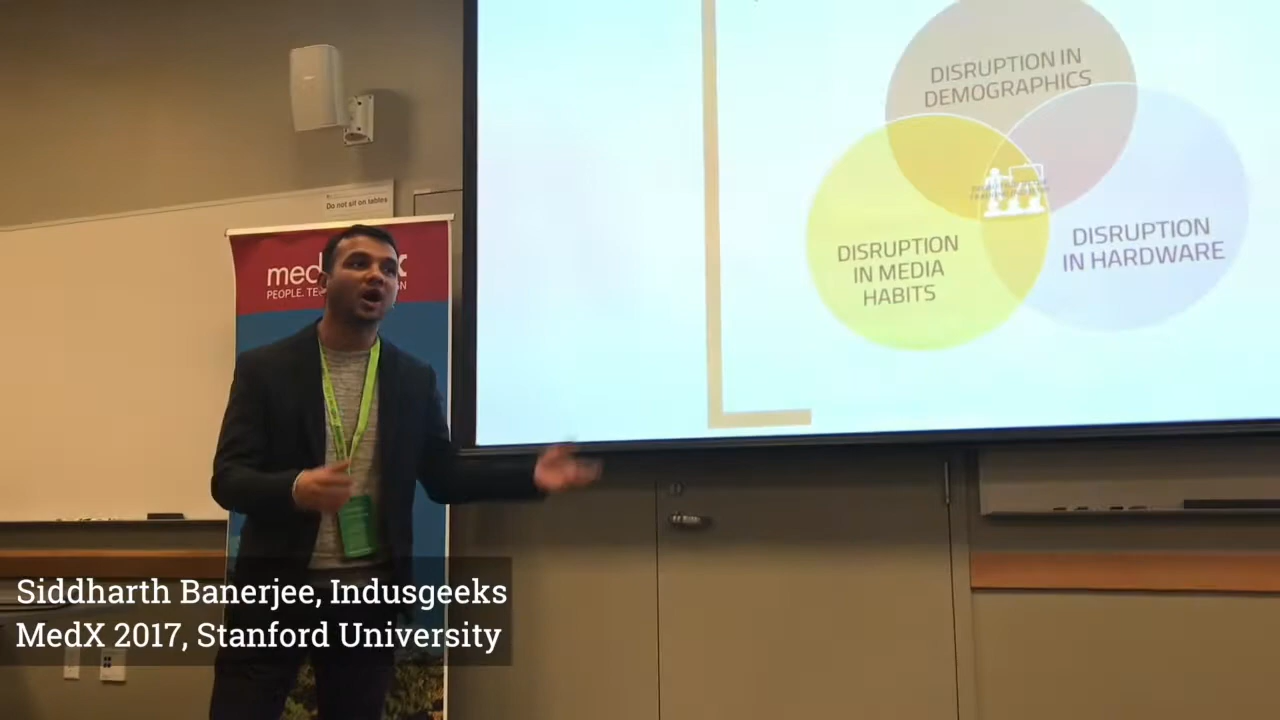 DISRUPTION IN
DEMOGRAPHICS
DISRUPTION
IN MEDIA
HABITS
DISRUPTION
IN HARDWARE
Do not sit on tables
med
PEOPLE.
Siddharth Banerjee, Indusgeeks
MedX 2017, Stanford University